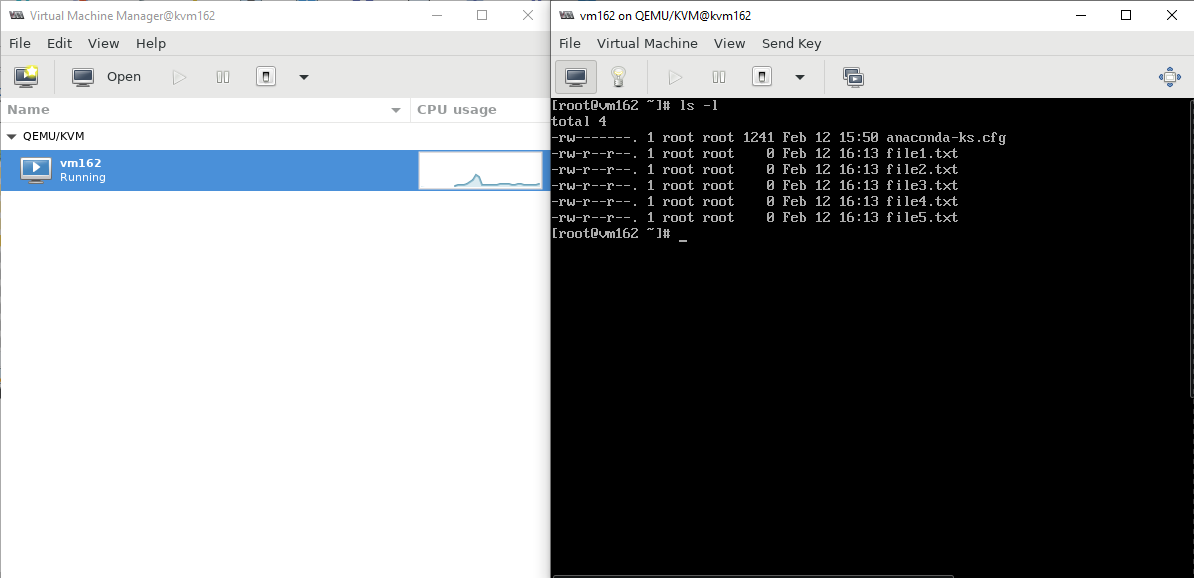 Virtual Machine Manager@kvm162
File Edit View Help
Open
Name CPU usage
QEMU/KVM
vm162
Running
vm162 on QEMU/KVM@kvm162
File Virtual Machine View Send Key
[root@vm162 ~]# ls -l
total 4
-rw-------. 1 root root 1241 Feb 12 15:50 anaconda-ks.cfg
-rw-r--r--. 1 root root    0 Feb 12 16:13 file1.txt
-rw-r--r--. 1 root root    0 Feb 12 16:13 file2.txt
-rw-r--r--. 1 root root    0 Feb 12 16:13 file3.txt
-rw-r--r--. 1 root root    0 Feb 12 16:13 file4.txt
-rw-r--r--. 1 root root    0 Feb 12 16:13 file5.txt
[root@vm162 ~]# _